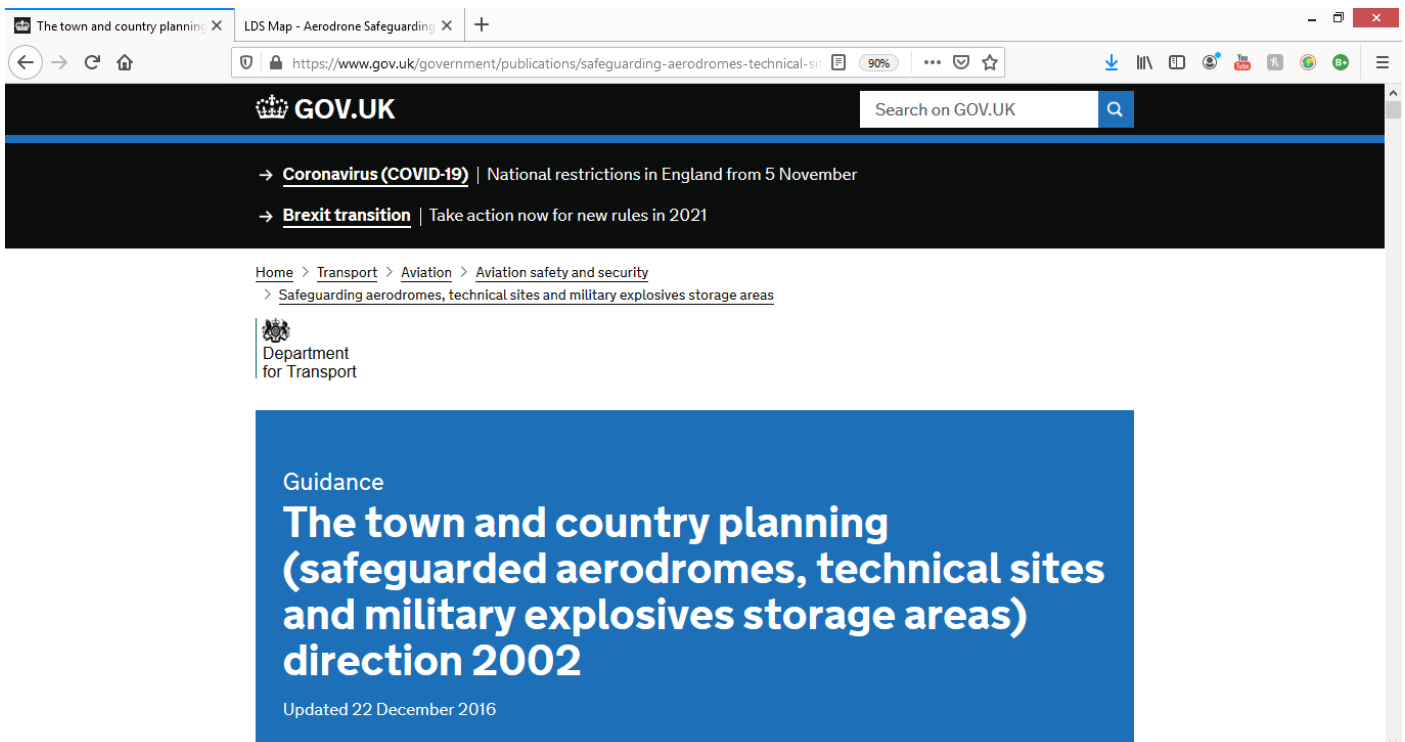 The town and country planning
LDS Map - Aerodrone Safeguarding
https://www.gov.uk/government/publications/safeguarding-aerodromes-technical-sit
90%
You
Tube
B+
GOV.UK
Search on GOV.UK
→ Coronavirus (COVID-19) | National restrictions in England from 5 November
→ Brexit transition | Take action now for new rules in 2021
Home > Transport > Aviation > Aviation safety and security
> Safeguarding aerodromes, technical sites and military explosives storage areas
Department
for Transport
Guidance
The town and country planning
(safeguarded aerodromes, technical sites
and military explosives storage areas)
direction 2002
Updated 22 December 2016